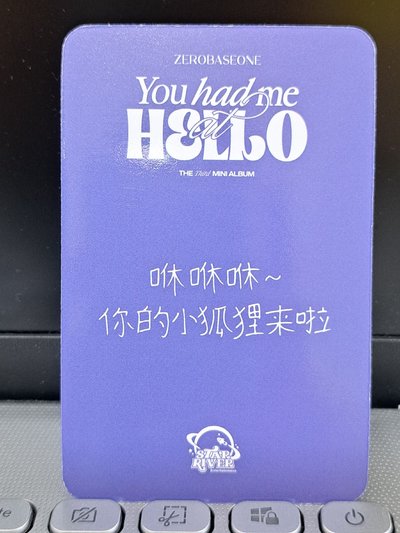 ZEROBASEONE
You had me
at
HELLO
THE Third MINI ALBUM
咻咻咻~
你的小狐狸来啦
STAR
RIVER
Entertainment